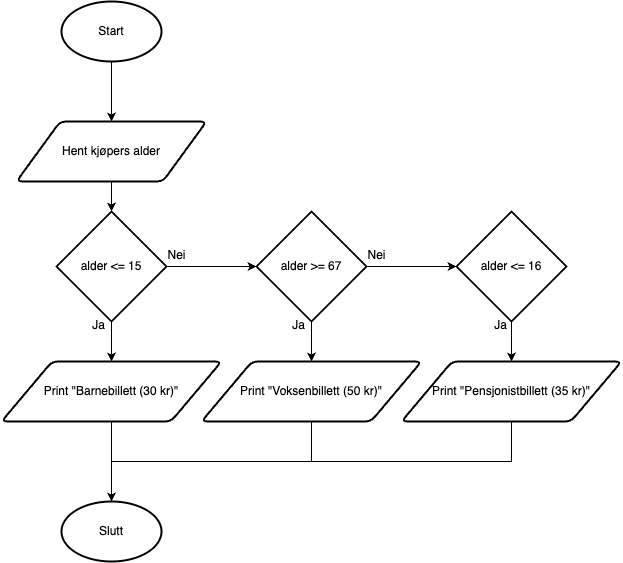 Start
Hent kjøpers alder
alder <= 15
Nei
alder >= 67
Nei
alder <= 16
Ja
Ja
Ja
Print "Barnebillett (30 kr)"
Print "Voksenbillett (50 kr)"
Print "Pensjonistbillett (35 kr)"
Slutt